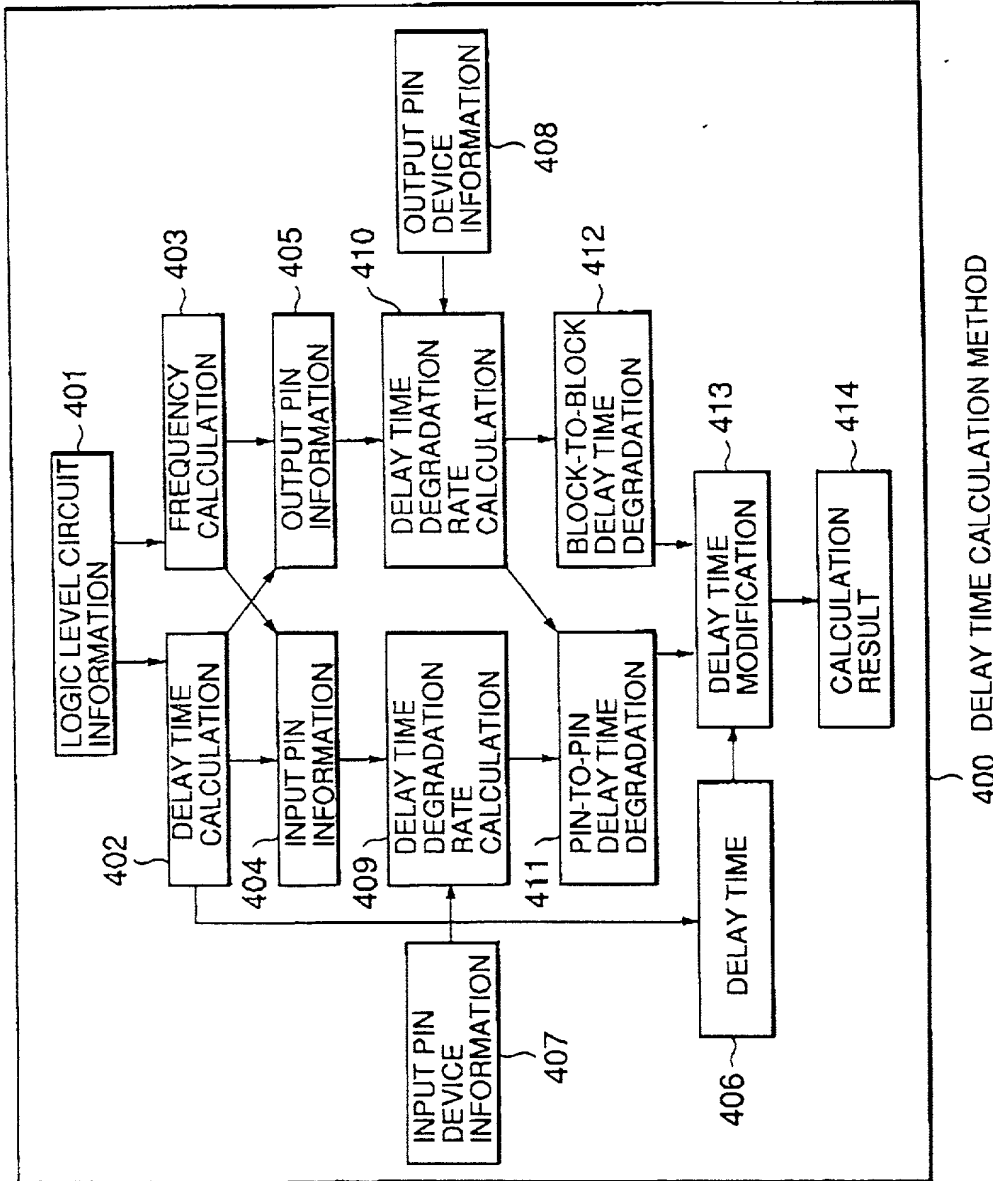 LOGIC LEVEL CIRCUIT
INFORMATION
401
402
DELAY TIME
CALCULATION
FREQUENCY
CALCULATION
403
404
INPUT PIN
INFORMATION
OUTPUT PIN
INFORMATION
405
INPUT PIN
DEVICE
INFORMATION
407
409
DELAY TIME
DEGRADATION
RATE
CALCULATION
DELAY TIME
DEGRADATION
RATE
CALCULATION
410
OUTPUT PIN
DEVICE
INFORMATION
408
411
PIN-TO-PIN
DELAY TIME
DEGRADATION
BLOCK-TO-BLOCK
DELAY TIME
DEGRADATION
412
406
DELAY TIME
DELAY TIME
MODIFICATION
413
CALCULATION
RESULT
414
400 DELAY TIME CALCULATION METHOD